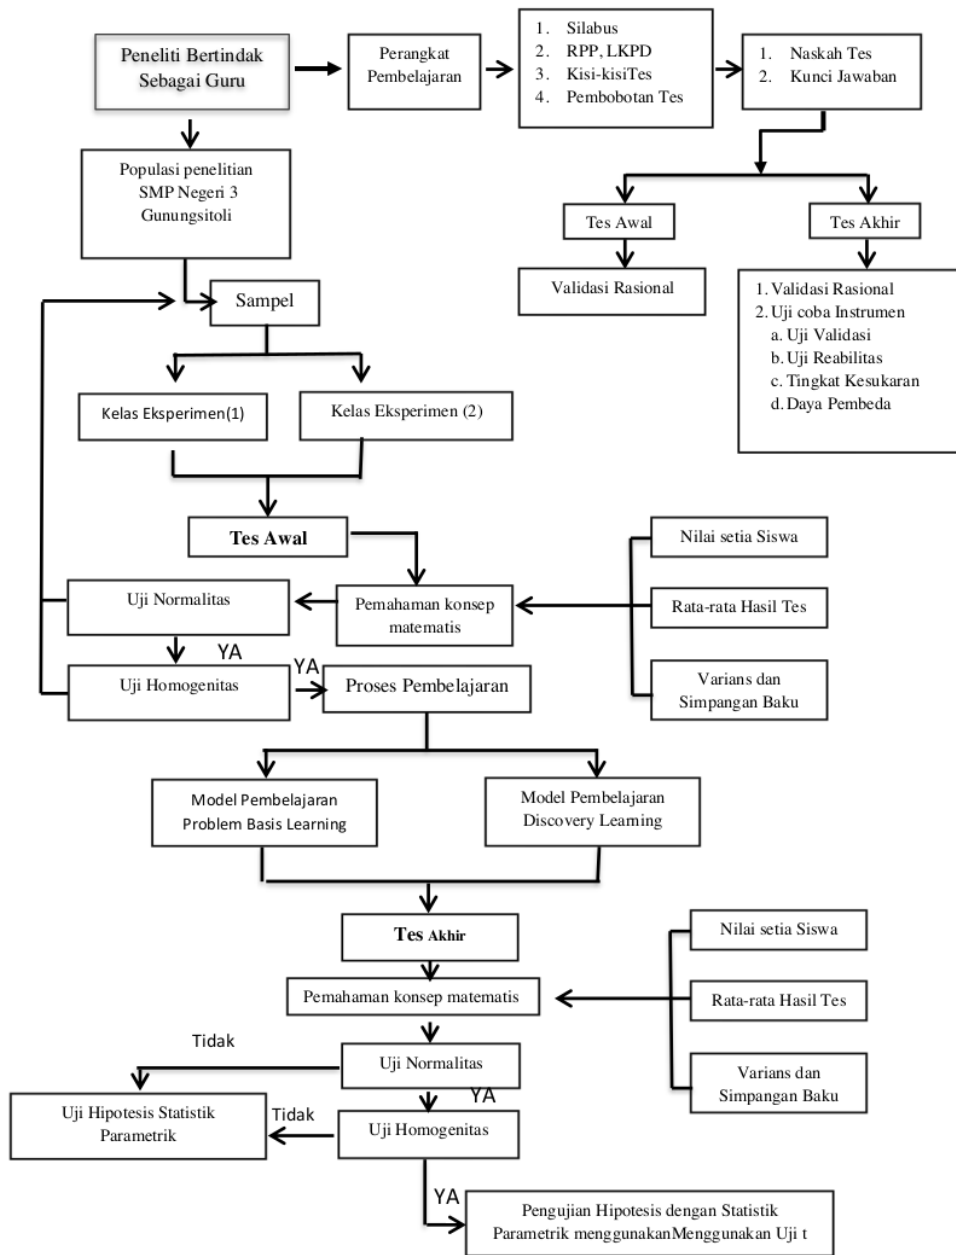 Peneliti Bertindak
Sebagai Guru
Perangkat
Pembelajaran
1. Silabus
2. RPP, LKPD
3. Kisi-kisiTes
4. Pembobotan Tes
1. Naskah Tes
2. Kunci Jawaban
Populasi penelitian
SMP Negeri 3
Gunungsitoli
Tes Awal
Tes Akhir
Validasi Rasional
1. Validasi Rasional
2. Uji coba Instrumen
a. Uji Validasi
b. Uji Reabilitas
c. Tingkat Kesukaran
d. Daya Pembeda
Sampel
Kelas Eksperimen(1)
Kelas Eksperimen (2)
Tes Awal
Nilai setia Siswa
Uji Normalitas
Pemahaman konsep
matematis
Rata-rata Hasil Tes
YA
YA
Uji Homogenitas
Proses Pembelajaran
Varians dan
Simpangan Baku
Model Pembelajaran
Problem Basis Learning
Model Pembelajaran
Discovery Learning
Tes Akhir
Nilai setia Siswa
Pemahaman konsep matematis
Rata-rata Hasil Tes
Tidak
Uji Normalitas
YA
Varians dan
Simpangan Baku
Uji Hipotesis Statistik
Parametrik
Tidak
Uji Homogenitas
YA
Pengujian Hipotesis dengan Statistik
Parametrik menggunakanMenggunakan Uji t